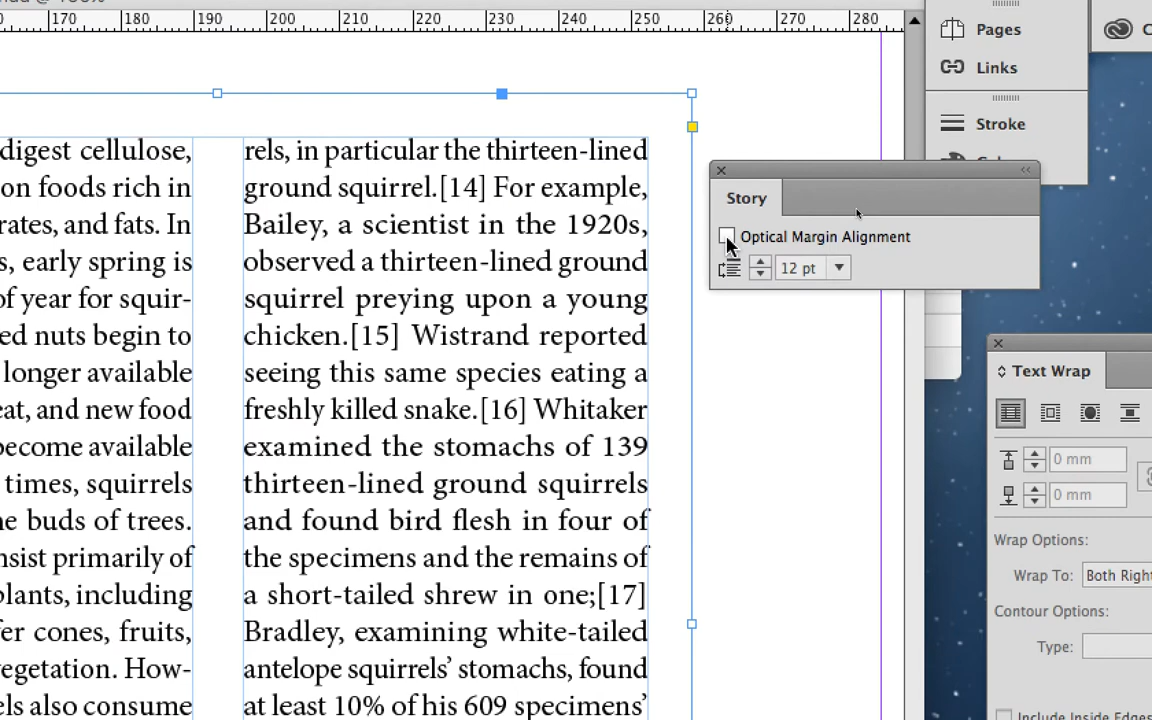 170 180 190 200 210 220 230 240 250 260 270 280
digest cellulose,
on foods rich in
rates, and fats. In
s, early spring is
of year for squir-
ed nuts begin to
longer available
eat, and new food
become available
times, squirrels
ne buds of trees.
nsist primarily of
plants, including
fer cones, fruits,
vegetation. How-
els also consume
rels, in particular the thirteen-lined
ground squirrel.[14] For example,
Bailey, a scientist in the 1920s,
observed a thirteen-lined ground
squirrel preying upon a young
chicken.[15] Wistrand reported
seeing this same species eating a
freshly killed snake.[16] Whitaker
examined the stomachs of 139
thirteen-lined ground squirrels
and found bird flesh in four of
the specimens and the remains of
a short-tailed shrew in one;[17]
Bradley, examining white-tailed
antelope squirrels’ stomachs, found
at least 10% of his 609 specimens’
Pages
Links
Stroke
Story
Optical Margin Alignment
12 pt
Text Wrap
0 mm
0 mm
Wrap Options:
Wrap To: Both Right
Contour Options:
Type:
Include Inside Edges